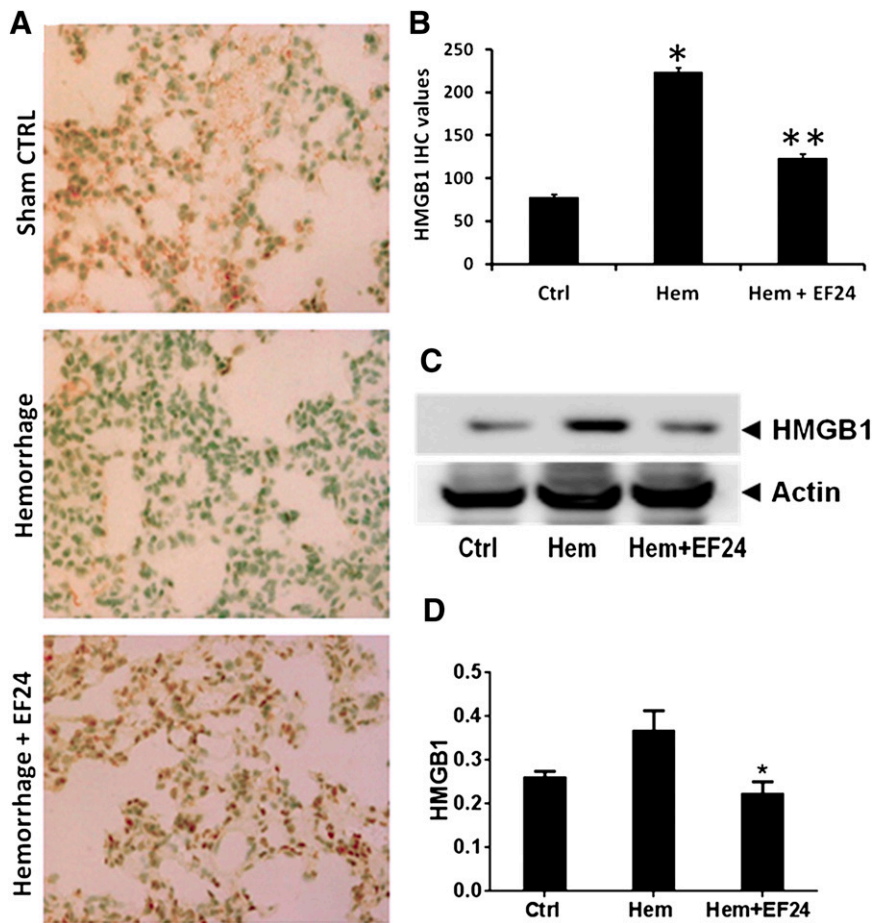 A
Sham CTRL
Hemorrhage
Hemorrhage + EF24
B
HMGB1 IHC values
250
200
150
100
50
0
*
**
Ctrl
Hem
Hem + EF24
C
◄ HMGB1
◄ Actin
Ctrl
Hem
Hem+EF24
D
HMGB1
0.5
0.4
0.3
0.2
0.1
0.0
*
Ctrl
Hem
Hem+EF24